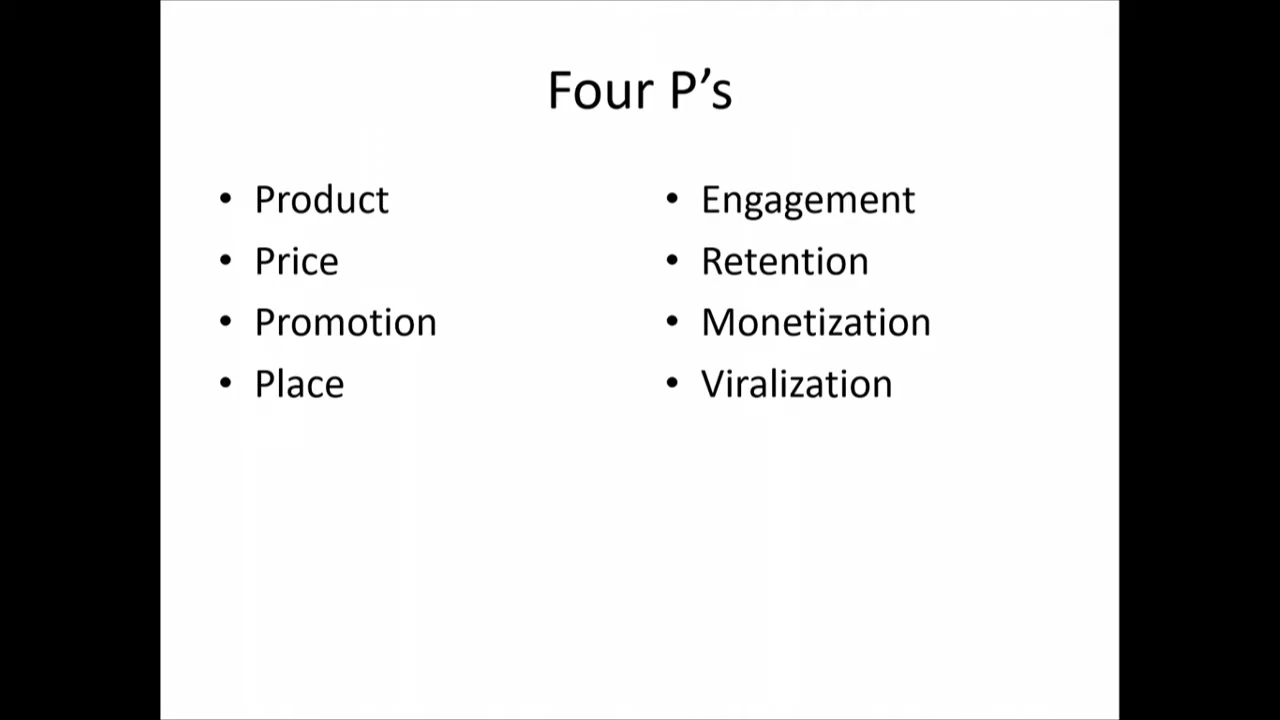 Four P’s
• Product
• Price
• Promotion
• Place
• Engagement
• Retention
• Monetization
• Viralization